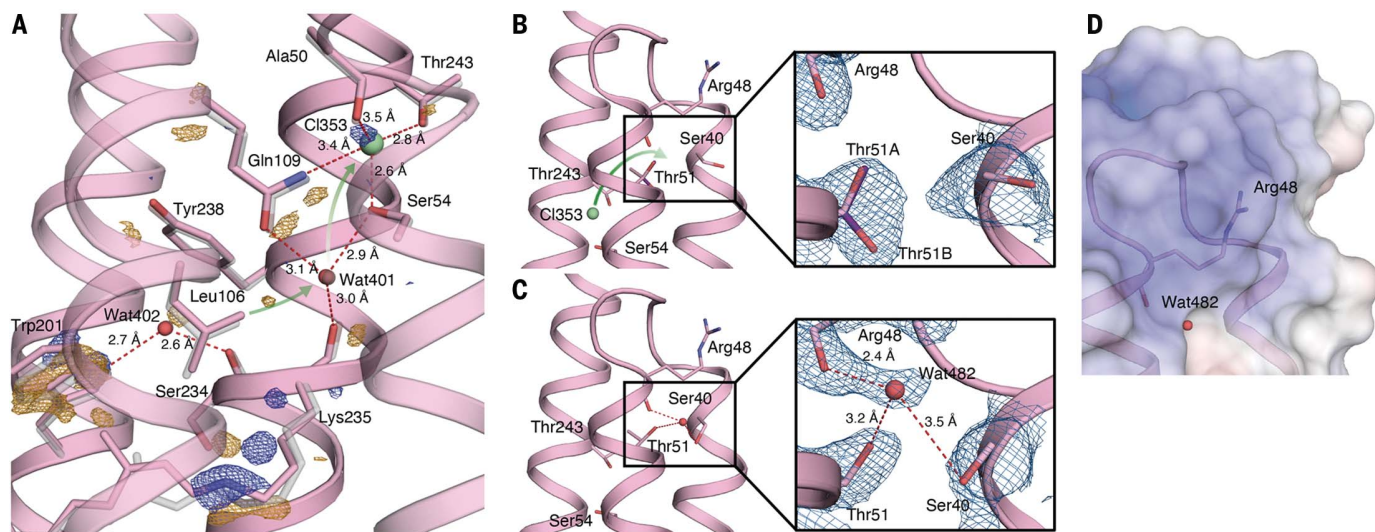 A
Ala50
Thr243
3.5 Å
Cl353
3.4 Å
2.8 Å
Gln109
2.6 Å
Tyr238
Ser54
2.9 Å
3.1 Å
Wat401
Leu106
3.0 Å
Wat402
Trp201
2.7 Å
2.6 Å
Ser234
Lys235
B
Arg48
Ser40
Thr243
Thr51
Cl353
Ser54
Arg48
Ser40
Thr51A
Thr51B
C
Arg48
Ser40
Thr243
Thr51
Ser54
Arg48
2.4 Å
Wat482
3.2 Å
3.5 Å
Thr51
Ser40
D
Arg48
Wat482